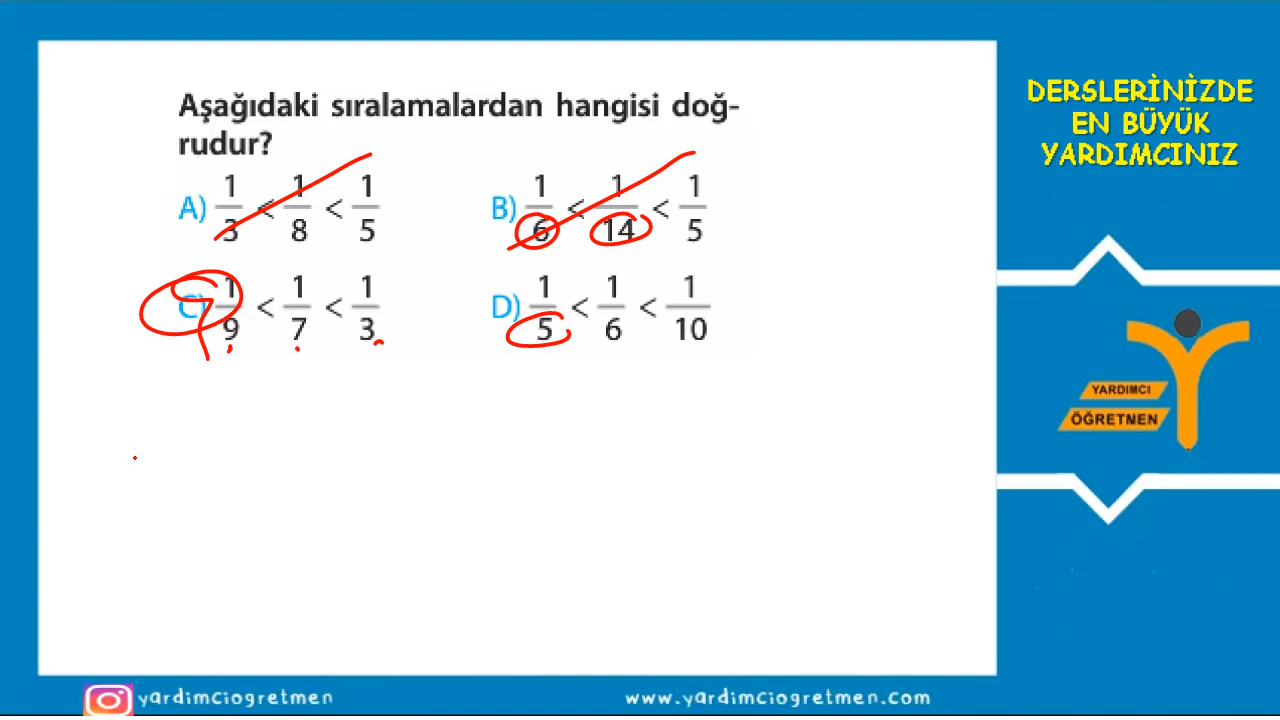 Aşağıdaki sıralamalardan hangisi doğ-
rudur?
A) 1/3 < 1/8 < 1/5
B) 1/6 < 1/14 < 1/5
C) 1/9 < 1/7 < 1/3
D) 1/5 < 1/6 < 1/10
DERSLERİNİZDE
EN BÜYÜK
YARDIMCINIZ
YARDIMCI
ÖĞRETMEN
yardimciogretmen
www.yardimciogretmen.com